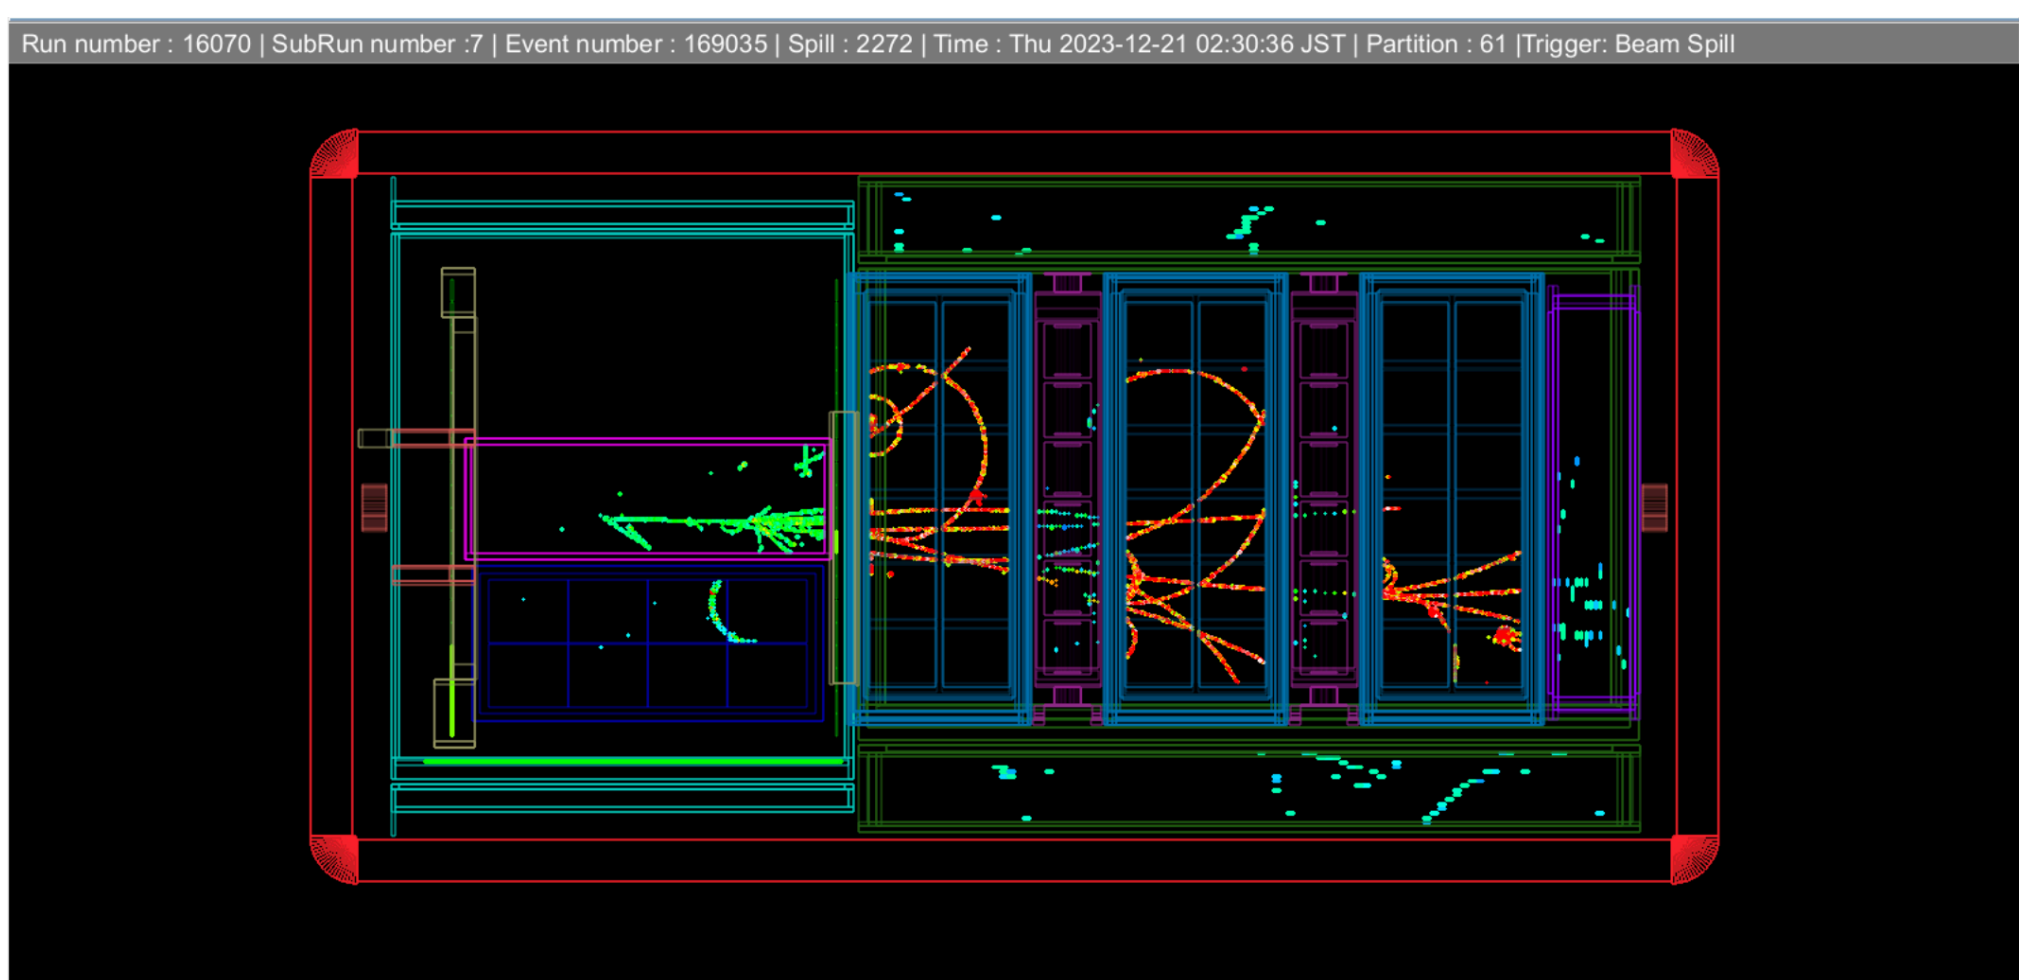 Run number : 16070 | SubRun number :7 | Event number : 169035 | Spill : 2272 | Time : Thu 2023-12-21 02:30:36 JST | Partition : 61 |Trigger: Beam Spill